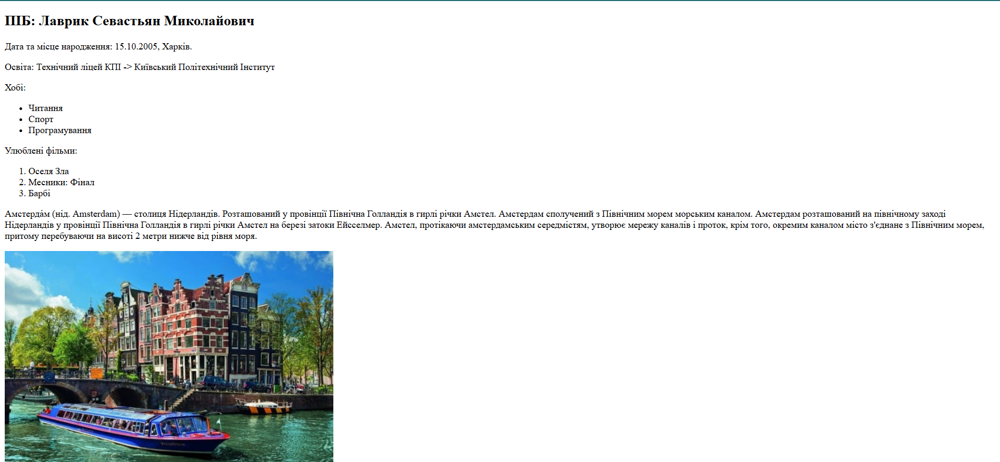 ПІБ: Лаврик Севастьян Миколайович
Дата та місце народження: 15.10.2005, Харків.
Освіта: Технічний ліцей КПІ -> Київський Політехнічний Інститут
Хобі:
• Читання
• Спорт
• Програмування
Улюблені фільми:
1. Оселя Зла
2. Месники: Фінал
3. Барбі
Амстерда́м (нід. Amsterdam) — столиця Нідерландів. Розташований у провінції Північна Голландія в гирлі річки Амстел. Амстердам сполучений з Північним морем морським каналом. Амстердам розташований на північному заході
Нідерландів у провінції Північна Голландія в гирлі річки Амстел на березі затоки Ейсселмер. Амстел, протікаючи амстердамським середмістям, утворює мережу каналів і проток, крім того, окремим каналом місто з'єднане з Північним морем,
притому перебуваючи на висоті 2 метри нижче від рівня моря.